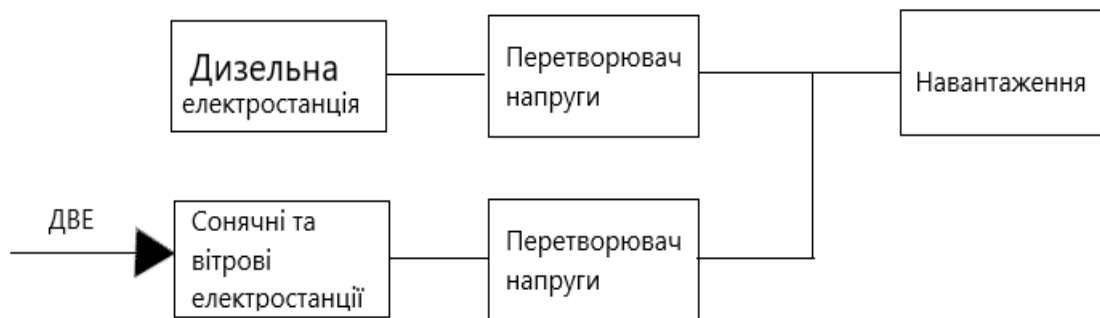 Дизельна
електростанція
Перетворювач
напруги
Навантаження
ДВЕ
Сонячні та
вітрові
електростанції
Перетворювач
напруги